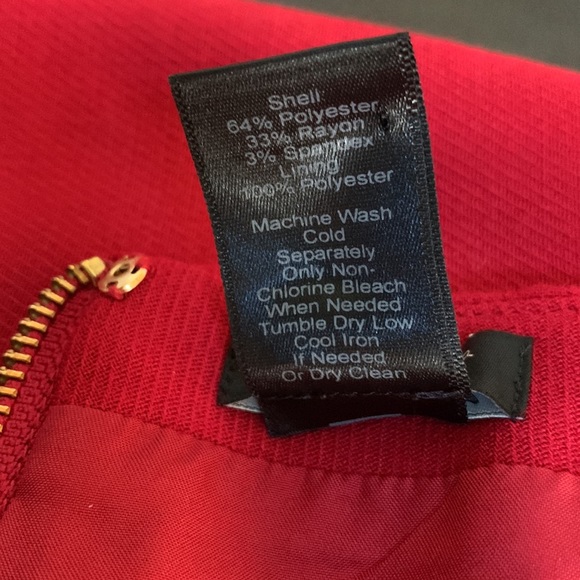 Shell
64% Polyester
33% Rayon
3% Spandex
Lining
100% Polyester
Machine Wash
Cold
Separately
Only Non-
Chlorine Bleach
When Needed
Tumble Dry Low
Cool Iron
If Needed
Or Dry Clean